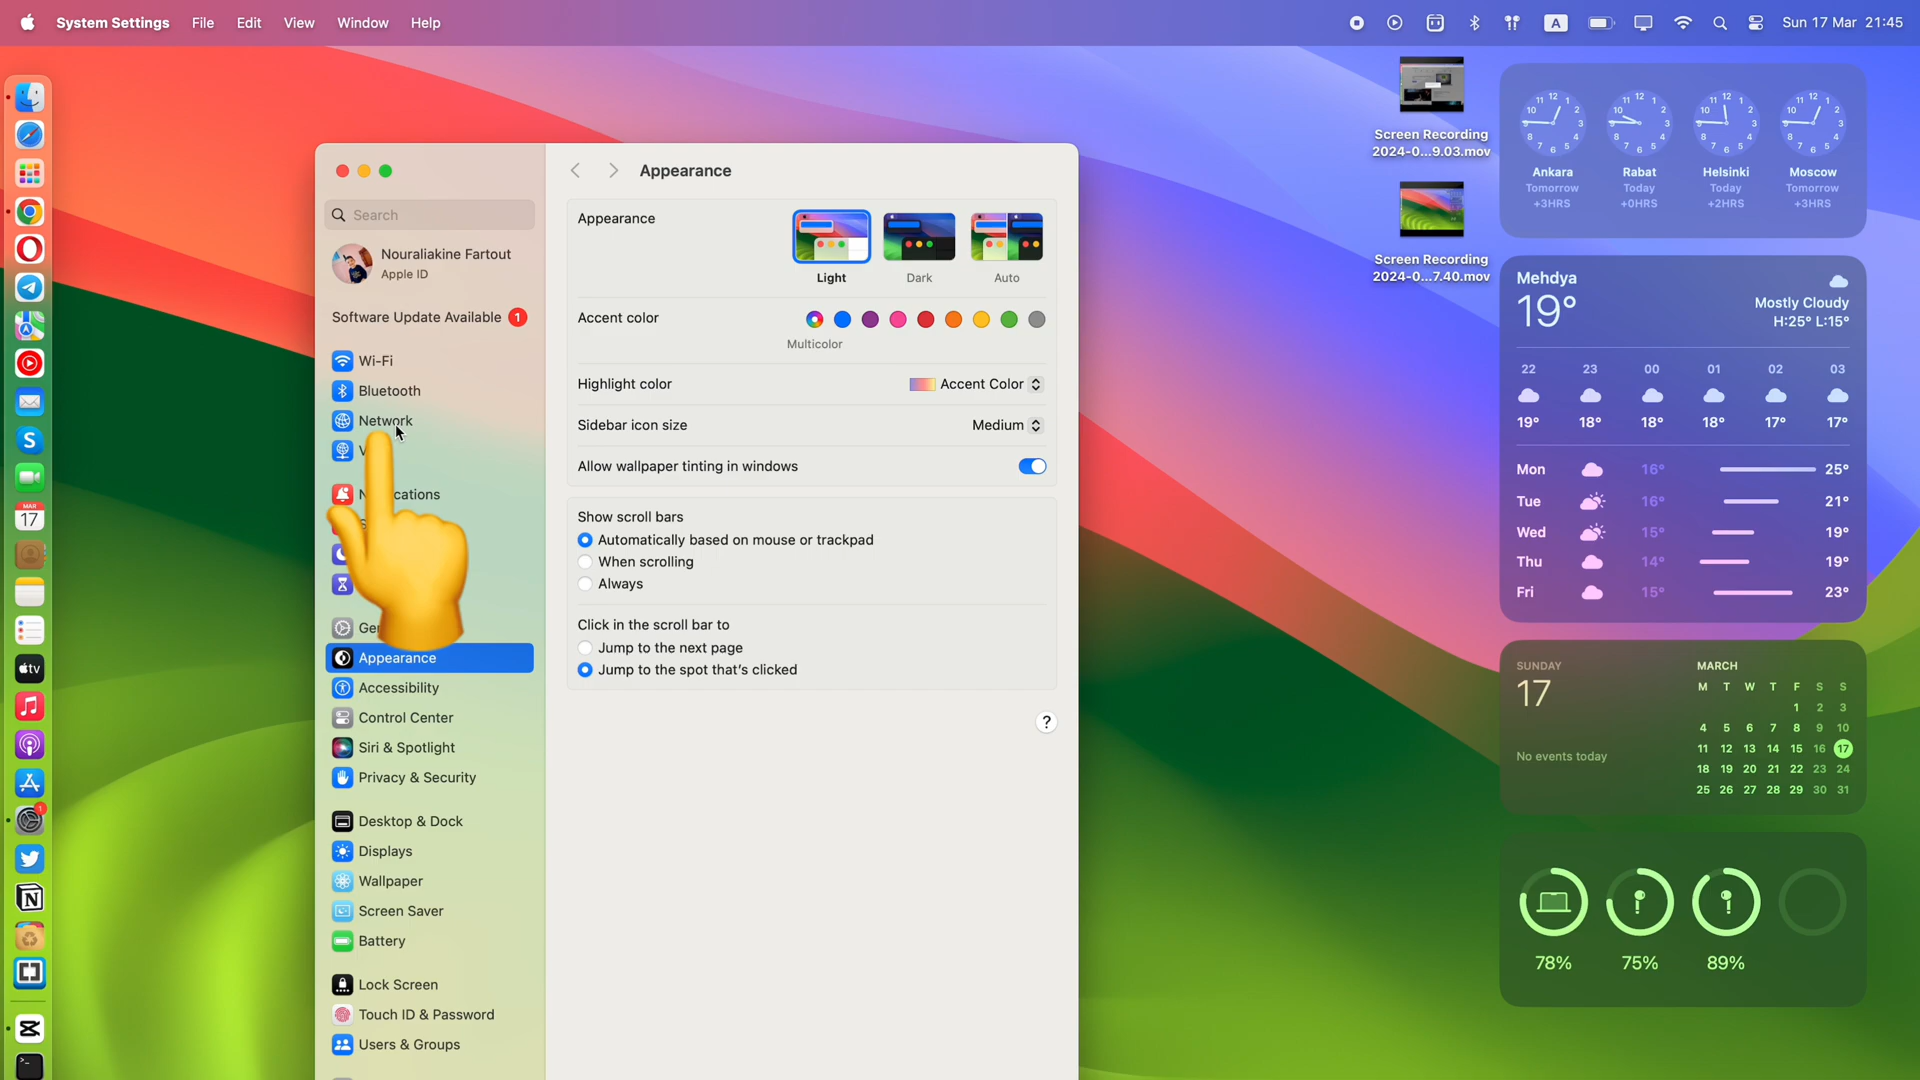 System Settings File Edit View Window Help
A Sun 17 Mar 21:45
Screen Recording
2024-0...9.03.mov
Screen Recording
2024-0...7.40.mov
Ankara Rabat Helsinki Moscow
Tomorrow Today Today Tomorrow
+3HRS +0HRS +2HRS +3HRS
Mehdya
19°
Mostly Cloudy
H:25° L:15°
22 23 00 01 02 03
19° 18° 18° 18° 17° 17°
Mon 16° 25°
Tue 16° 21°
Wed 15° 19°
Thu 14° 19°
Fri 15° 23°
SUNDAY
17
No events today
MARCH
M T W T F S S
1 2 3
4 5 6 7 8 9 10
11 12 13 14 15 16 17
18 19 20 21 22 23 24
25 26 27 28 29 30 31
78% 75% 89%
Search
Nouraliakine Fartout
Apple ID
Software Update Available 1
Wi-Fi
Bluetooth
Network
Appearance
Accessibility
Control Center
Siri & Spotlight
Privacy & Security
Desktop & Dock
Displays
Wallpaper
Screen Saver
Battery
Lock Screen
Touch ID & Password
Users & Groups
Appearance
Appearance
Light Dark Auto
Accent color
Multicolor
Highlight color Accent Color
Sidebar icon size Medium
Allow wallpaper tinting in windows
Show scroll bars
Automatically based on mouse or trackpad
When scrolling
Always
Click in the scroll bar to
Jump to the next page
Jump to the spot that's clicked
?
MAR
17
tv
1